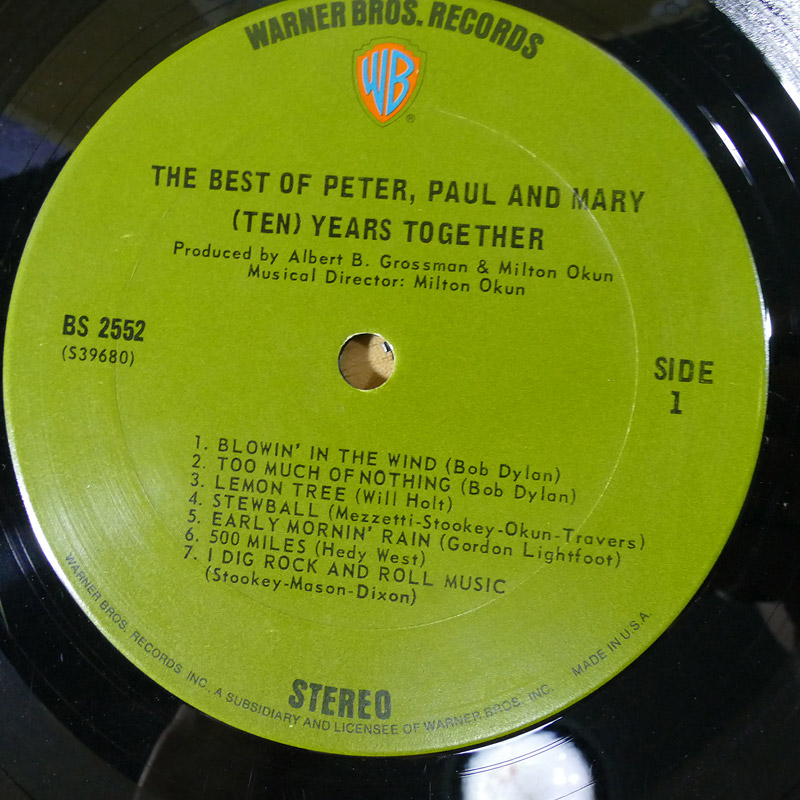 WARNER BROS. RECORDS
WB
®
THE BEST OF PETER, PAUL AND MARY
(TEN) YEARS TOGETHER
Produced by Albert B. Grossman & Milton Okun
Musical Director: Milton Okun
BS 2552
(S39680)
SIDE
1
1. BLOWIN' IN THE WIND (Bob Dylan)
2. TOO MUCH OF NOTHING (Bob Dylan)
3. LEMON TREE (Will Holt)
4. STEWBALL (Mezzetti-Stookey-Okun-Travers)
5. EARLY MORNIN' RAIN (Gordon Lightfoot)
6. 500 MILES (Hedy West)
7. I DIG ROCK AND ROLL MUSIC
(Stookey-Mason-Dixon)
STEREO
WARNER BROS. RECORDS INC. A SUBSIDIARY AND LICENSEE OF WARNER BROS. INC. MADE IN U.S.A.